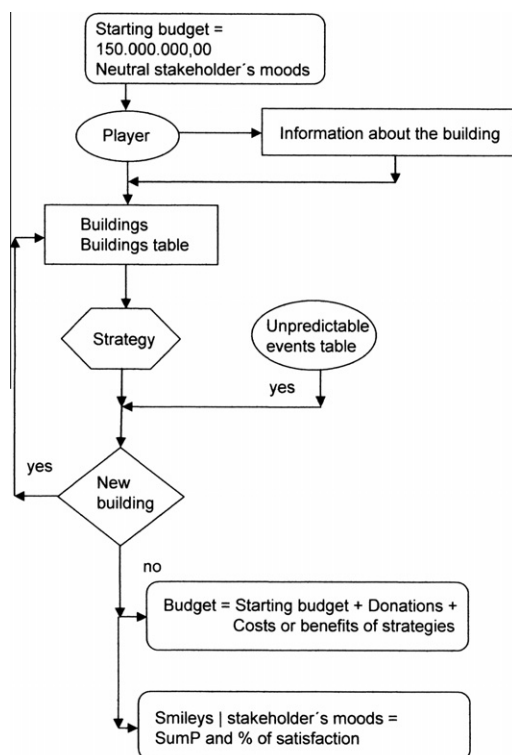 Starting budget =
150.000.000,00
Neutral stakeholder´s moods
Player
Information about the building
Buildings
Buildings table
Strategy
Unpredictable
events table
yes
yes
New
building
no
Budget = Starting budget + Donations +
Costs or benefits of strategies
Smileys | stakeholder´s moods =
SumP and % of satisfaction